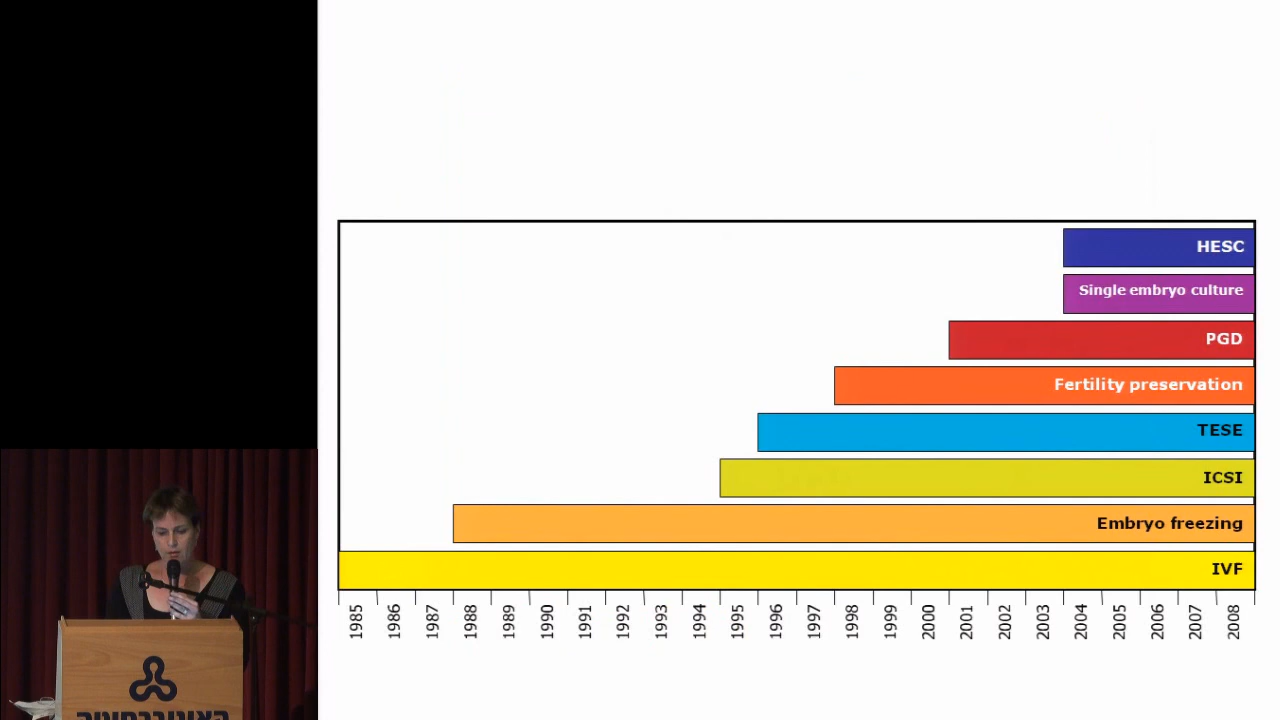 HESC
Single embryo culture
PGD
Fertility preservation
TESE
ICSI
Embryo freezing
IVF
1985 1986 1987 1988 1989 1990 1991 1992 1993 1994 1995 1996 1997 1998 1999 2000 2001 2002 2003 2004 2005 2006 2007 2008
האוניברסיטה